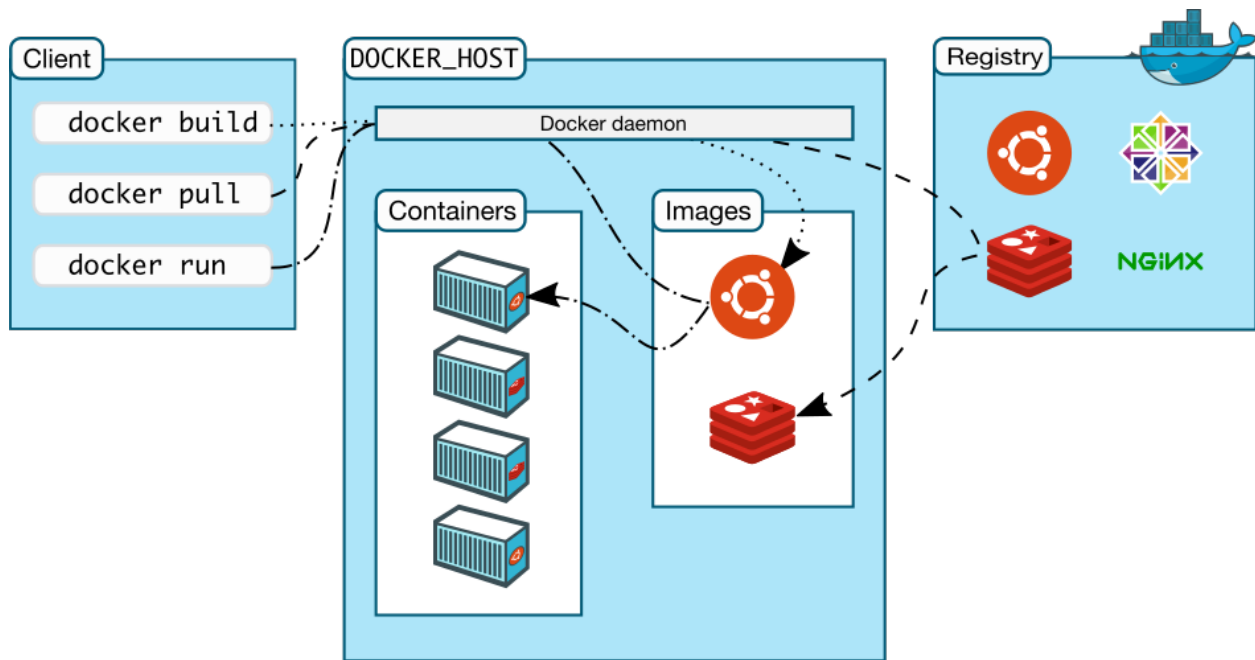 Client
docker build
docker pull
docker run
DOCKER_HOST
Docker daemon
Containers
Images
Registry
NGINX